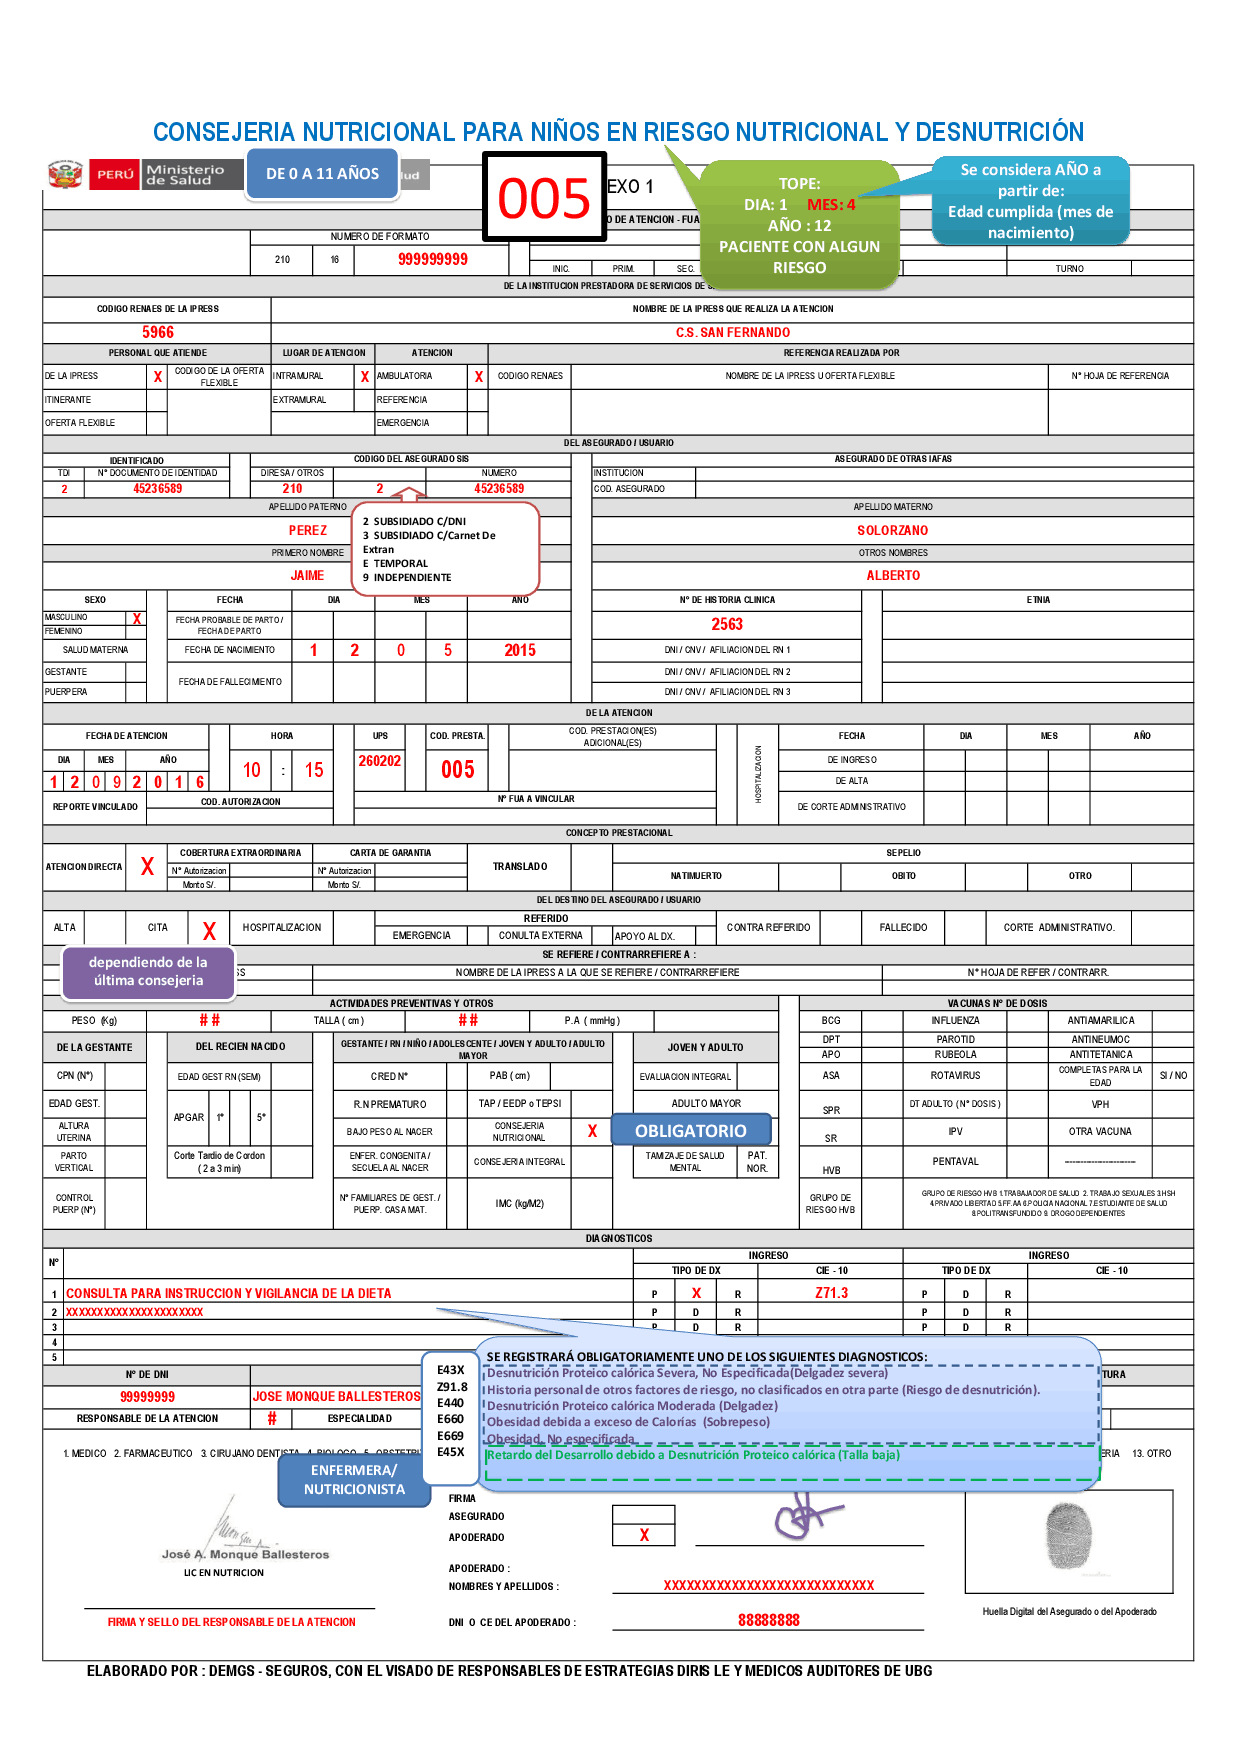 CONSEJERIA NUTRICIONAL PARA NIÑOS EN RIESGO NUTRICIONAL Y DESNUTRICIÓN
PERÚ Ministerio de Salud
DE 0 A 11 AÑOS
lud
005
EXO 1
TOPE:
DIA: 1 MES: 4
AÑO : 12
PACIENTE CON ALGUN
RIESGO
Se considera AÑO a
partir de:
Edad cumplida (mes de
nacimiento)
O DE ATENCION - FUA
NUMERO DE FORMATO
210 16 999999999
INIC. PRIM. SEC. TURNO
DE LA INSTITUCION PRESTADORA DE SERVICIOS DE S
CODIGO RENAES DE LA IPRESS NOMBRE DE LA IPRESS QUE REALIZA LA ATENCION
5966 C.S. SAN FERNANDO
PERSONAL QUE ATIENDE LUGAR DE ATENCION ATENCION REFERENCIA REALIZADA POR
DE LA IPRESS X CODIGO DE LA OFERTA FLEXIBLE INTRAMURAL X AMBULATORIA X CODIGO RENAES NOMBRE DE LA IPRESS U OFERTA FLEXIBLE N° HOJA DE REFERENCIA
ITINERANTE EXTRAMURAL REFERENCIA
OFERTA FLEXIBLE EMERGENCIA
DEL ASEGURADO / USUARIO
IDENTIFICADO CODIGO DEL ASEGURADO SIS ASEGURADO DE OTRAS IAFAS
TDI N° DOCUMENTO DE IDENTIDAD DIRESA / OTROS NUMERO INSTITUCION
2 45236589 210 2 45236589 COD. ASEGURADO
APELLIDO PATERNO APELLIDO MATERNO
PEREZ SOLORZANO
2 SUBSIDIADO C/DNI
3 SUBSIDIADO C/Carnet De
Extran
E TEMPORAL
9 INDEPENDIENTE
PRIMERO NOMBRE OTROS NOMBRES
JAIME ALBERTO
SEXO FECHA DIA MES AÑO N° DE HISTORIA CLINICA ETNIA
MASCULINO X FECHA PROBABLE DE PARTO / FECHA DE PARTO 2563
FEMENINO
SALUD MATERNA FECHA DE NACIMIENTO 1 2 0 5 2015 DNI / CNV / AFILIACION DEL RN 1
GESTANTE FECHA DE FALLECIMIENTO DNI / CNV / AFILIACION DEL RN 2
PUERPERA DNI / CNV / AFILIACION DEL RN 3
DE LA ATENCION
FECHA DE ATENCION HORA UPS COD. PRESTA. COD. PRESTACION(ES) ADICIONAL(ES) HOSPITALIZACION FECHA DIA MES AÑO
DIA MES AÑO 260202 DE INGRESO
1 2 0 9 2 0 1 6 10 : 15 005 DE ALTA
REPORTE VINCULADO COD. AUTORIZACION N° FUA A VINCULAR DE CORTE ADMINISTRATIVO
CONCEPTO PRESTACIONAL
ATENCION DIRECTA X COBERTURA EXTRAORDINARIA CARTA DE GARANTIA TRANSLADO SEPELIO
N° Autorizacion N° Autorizacion NATIMUERTO OBITO OTRO
Monto S/. Monto S/.
DEL DESTINO DEL ASEGURADO / USUARIO
ALTA CITA X HOSPITALIZACION REFERIDO CONTRA REFERIDO FALLECIDO CORTE ADMINISTRATIVO.
EMERGENCIA CONULTA EXTERNA APOYO AL DX.
dependiendo de la
última consejeria
SE REFIERE / CONTRARREFIERE A :
SS NOMBRE DE LA IPRESS A LA QUE SE REFIERE / CONTRARREFIERE N° HOJA DE REFER / CONTRARR.
ACTIVIDADES PREVENTIVAS Y OTROS VACUNAS N° DE DOSIS
PESO (Kg) ## TALLA ( cm ) ## P.A ( mmHg ) BCG INFLUENZA ANTIAMARILICA
DE LA GESTANTE DEL RECIEN NACIDO GESTANTE / RN / NIÑO / ADOLESCENTE / JOVEN Y ADULTO / ADULTO MAYOR JOVEN Y ADULTO DPT PAROTID ANTINEUMOC
APO RUBEOLA ANTITETANICA
CPN (N°) EDAD GEST RN (SEM) CRED N° PAB ( cm ) EVALUACION INTEGRAL ASA ROTAVIRUS COMPLETAS PARA LA EDAD SI / NO
EDAD GEST. APGAR 1° 5° R.N PREMATURO TAP / EEDP o TEPSI ADULTO MAYOR SPR DT ADULTO ( N° DOSIS ) VPH
ALTURA UTERINA BAJO PESO AL NACER CONSEJERIA NUTRICIONAL X OBLIGATORIO SR IPV OTRA VACUNA
PARTO VERTICAL Corte Tardio de Cordon ( 2 a 3 min) ENFER. CONGENITA / SECUELA AL NACER CONSEJERIA INTEGRAL TAMIZAJE DE SALUD MENTAL PAT. NOR. HVB PENTAVAL ------------------------
CONTROL PUERP (N°) N° FAMILIARES DE GEST. / PUERP. CASA MAT. IMC (kg/M2) GRUPO DE RIESGO HVB GRUPO DE RIESGO HVB 1.TRABAJADOR DE SALUD 2. TRABAJO SEXUALES 3.HSH
4.PRIVADO LIBERTAD 5.FF.AA 6.POLICIA NACIONAL 7.ESTUDIANTE DE SALUD
8.POLITRANSFUNDIDO 9. DROGODEPENDIENTES
DIAGNOSTICOS
N° INGRESO INGRESO
TIPO DE DX CIE - 10 TIPO DE DX CIE - 10
1 CONSULTA PARA INSTRUCCION Y VIGILANCIA DE LA DIETA P X R Z71.3 P D R
2 XXXXXXXXXXXXXXXXXXXXXX P D R P D R
3 P D R P D R
4
5
SE REGISTRARÁ OBLIGATORIAMENTE UNO DE LOS SIGUIENTES DIAGNOSTICOS:
E43X Desnutrición Proteico calórica Severa, No Especificada(Delgadez severa)
Z91.8 Historia personal de otros factores de riesgo, no clasificados en otra parte (Riesgo de desnutrición).
E440 Desnutrición Proteico calórica Moderada (Delgadez)
E660 Obesidad debida a exceso de Calorías (Sobrepeso)
E669 Obesidad, No especificada
E45X Retardo del Desarrollo debido a Desnutrición Proteico calórica (Talla baja)
N° DE DNI TURA
99999999 JOSE MONQUE BALLESTEROS
RESPONSABLE DE LA ATENCION # ESPECIALIDAD
1. MEDICO 2. FARMACEUTICO 3. CIRUJANO DENTISTA 4. BIOLOGO 5. OBSTETRI RIA 13. OTRO
ENFERMERA/
NUTRICIONISTA
FIRMA
ASEGURADO
APODERADO X
José A. Monque Ballesteros
LIC EN NUTRICION
APODERADO :
NOMBRES Y APELLIDOS : XXXXXXXXXXXXXXXXXXXXXXXXXXX
Huella Digital del Asegurado o del Apoderado
FIRMA Y SELLO DEL RESPONSABLE DE LA ATENCION DNI O CE DEL APODERADO : 88888888
ELABORADO POR : DEMGS - SEGUROS, CON EL VISADO DE RESPONSABLES DE ESTRATEGIAS DIRIS LE Y MEDICOS AUDITORES DE UBG